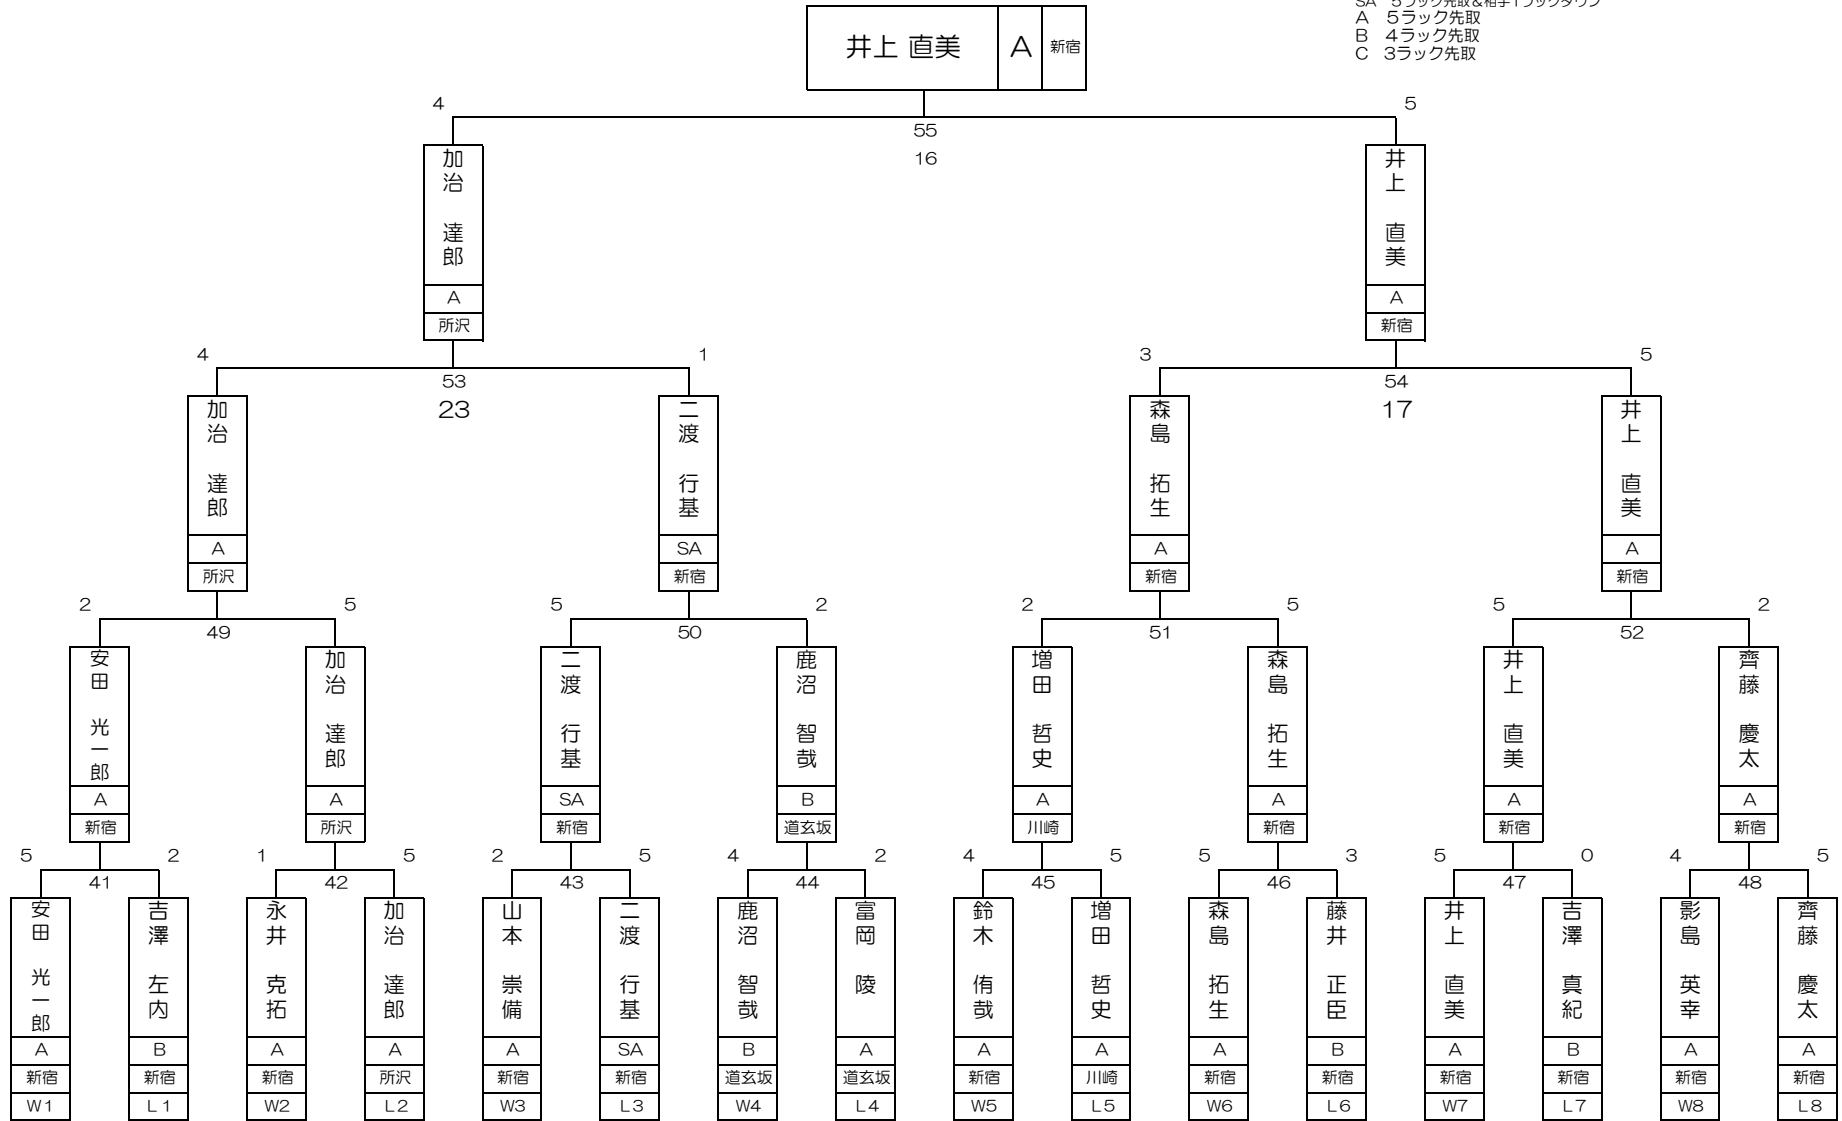 SA 5ラック先取&相手1ラックダウン
A 5ラック先取
B 4ラック先取
C 3ラック先取
井上 直美 A 新宿
4 5
55
16
加治 達郎 井上 直美
A A
所沢 新宿
4 1 3 5
53 54
23 17
加治 達郎 二渡 行基 森島 拓生 井上 直美
A SA A A
所沢 新宿 新宿 新宿
2 5 5 2 2 5 5 2
49 50 51 52
安田 光一郎 加治 達郎 二渡 行基 鹿沼 智哉 増田 哲史 森島 拓生 井上 直美 齊藤 慶太
A A SA B A A A A
新宿 所沢 新宿 道玄坂 川崎 新宿 新宿 新宿
5 2 1 5 2 5 4 2 4 5 5 3 5 0 4 5
41 42 43 44 45 46 47 48
安田 光一郎 吉澤 左内 永井 克拓 加治 達郎 山本 崇備 二渡 行基 鹿沼 智哉 富岡 陵 鈴木 侑哉 増田 哲史 森島 拓生 藤井 正臣 井上 直美 吉澤 真紀 影島 英幸 齊藤 慶太
A B A A A SA B A A A A B A B A A
新宿 新宿 新宿 所沢 新宿 新宿 道玄坂 道玄坂 新宿 川崎 新宿 新宿 新宿 新宿 新宿 新宿
W1 L1 W2 L2 W3 L3 W4 L4 W5 L5 W6 L6 W7 L7 W8 L8